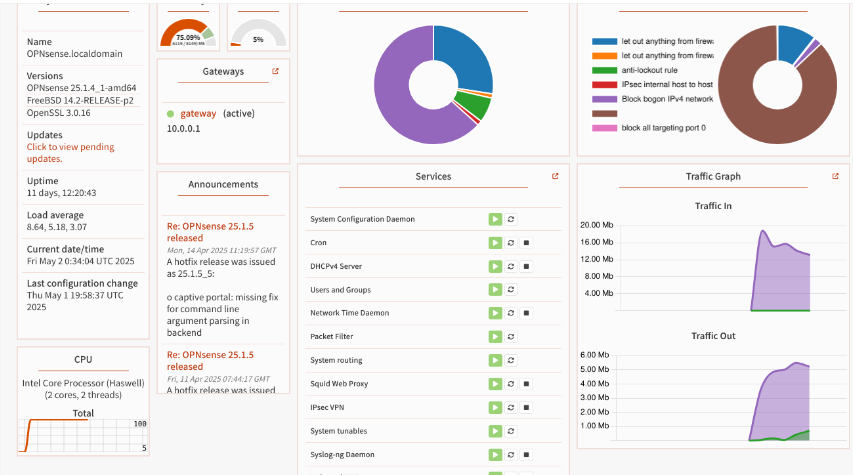 Name
OPNsense.localdomain
Versions
OPNsense 25.1.4_1-amd64
FreeBSD 14.2-RELEASE-p2
OpenSSL 3.0.16
Updates
Click to view pending
updates.
Uptime
11 days, 12:20:43
Load average
8.64, 5.18, 3.07
Current date/time
Fri May 2 0:34:04 UTC 2025
Last configuration change
Thu May 1 19:58:37 UTC
2025
CPU
Intel Core Processor (Haswell)
(2 cores, 2 threads)
Total
100
5
75.09%
5%
Gateways
gateway (active)
10.0.0.1
Announcements
Re: OPNsense 25.1.5
released
Mon, 14 Apr 2025 11:19:57 GMT
A hotfix release was issued
as 25.1.5_5:
o captive portal: missing fix
for command line
argument parsing in
backend
Re: OPNsense 25.1.5
released
Fri, 11 Apr 2025 07:44:17 GMT
A hotfix release was issued
Services
System Configuration Daemon
Cron
DHCPv4 Server
Users and Groups
Network Time Daemon
Packet Filter
System routing
Squid Web Proxy
IPsec VPN
System tunables
Syslog-ng Daemon
let out anything from firew
let out anything from firew
anti-lockout rule
IPsec internal host to host
Block bogon IPv4 network
block all targeting port 0
Traffic Graph
Traffic In
20.00 Mb
16.00 Mb
12.00 Mb
8.00 Mb
4.00 Mb
Traffic Out
6.00 Mb
5.00 Mb
4.00 Mb
3.00 Mb
2.00 Mb
1.00 Mb